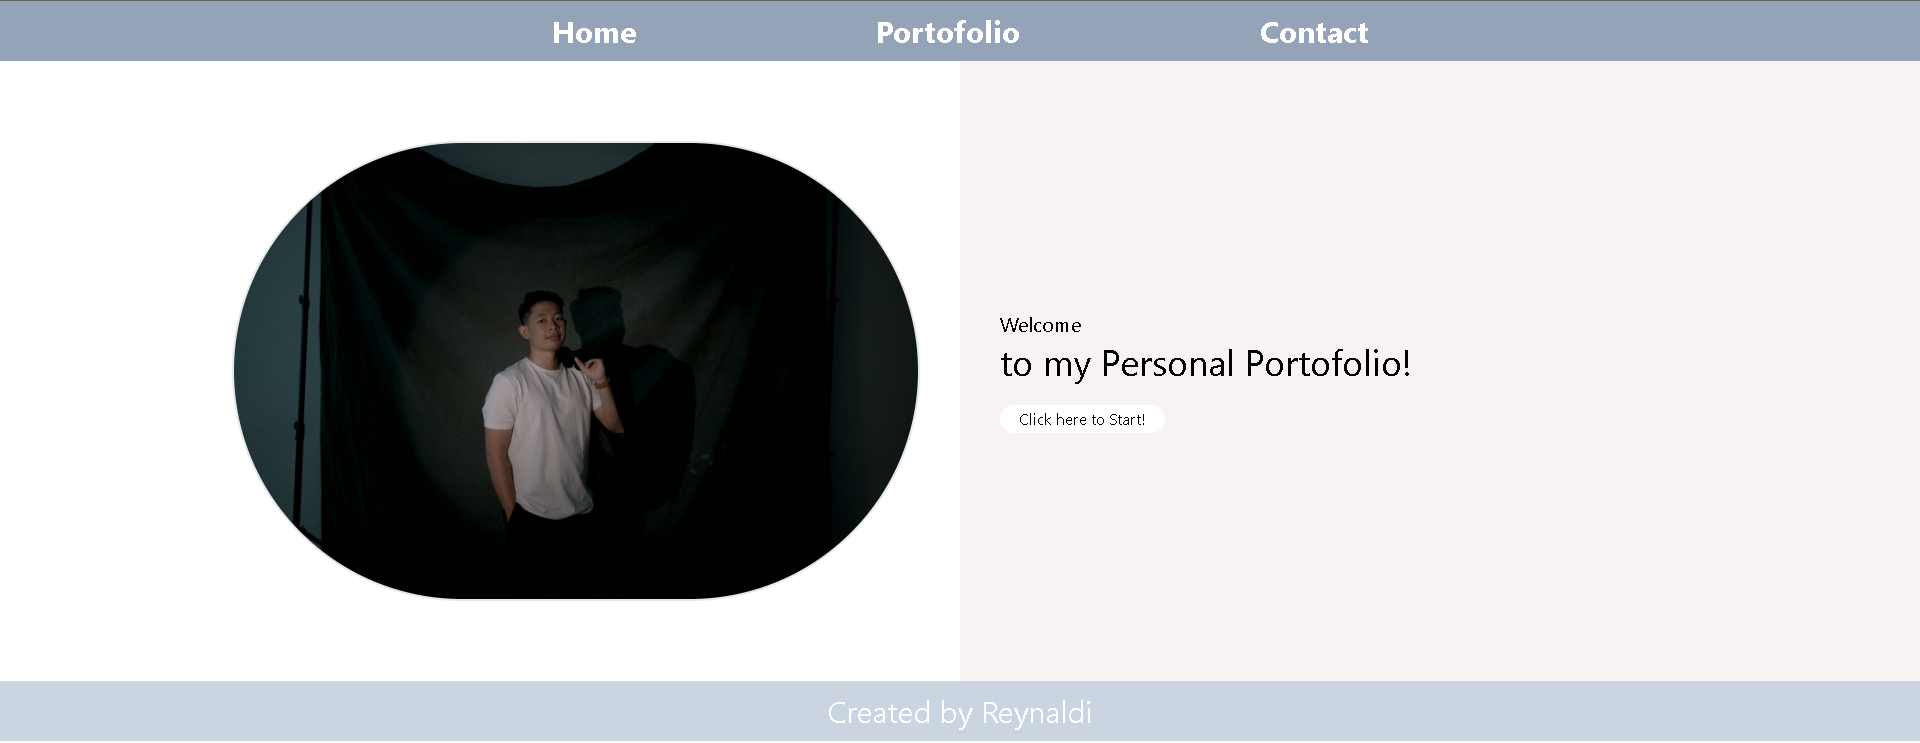 Home Portofolio Contact
Welcome
to my Personal Portofolio!
Click here to Start!
Created by Reynaldi